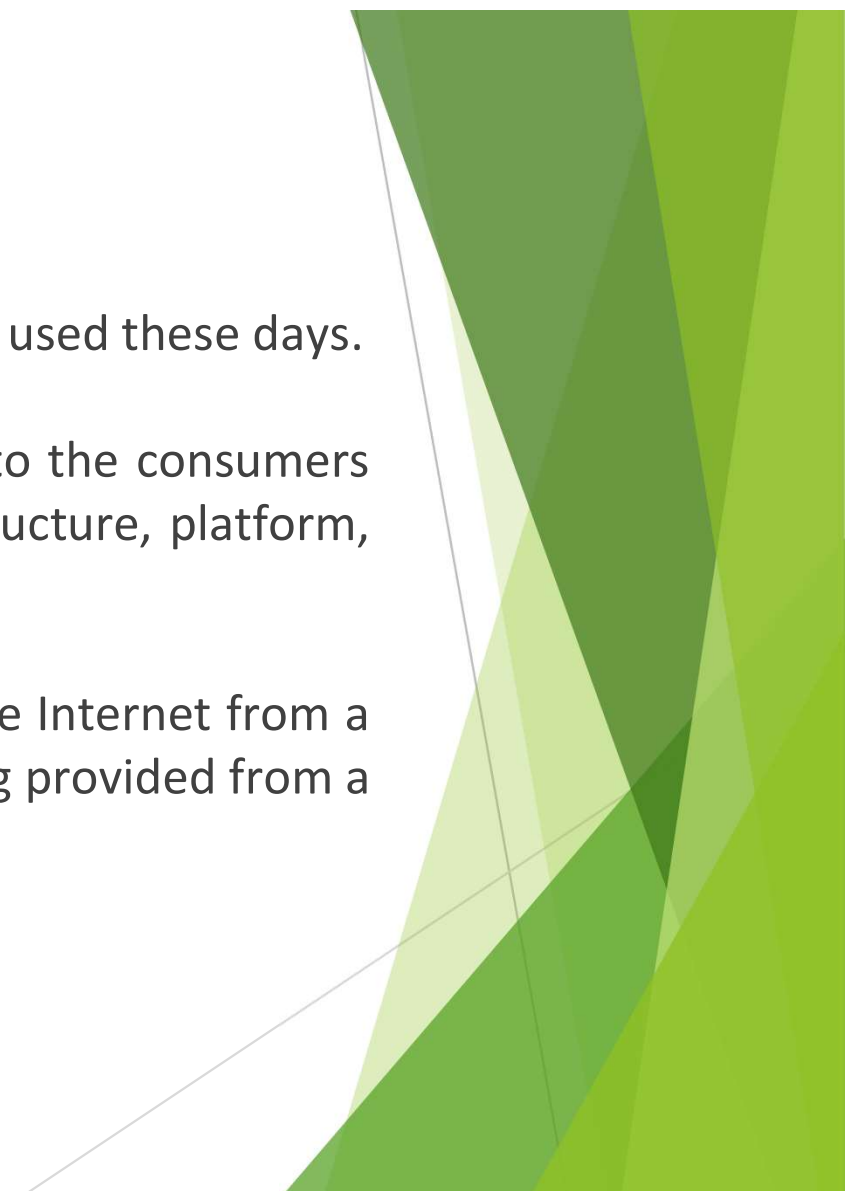 used these days.
to the consumers
ucture, platform,
e Internet from a
g provided from a